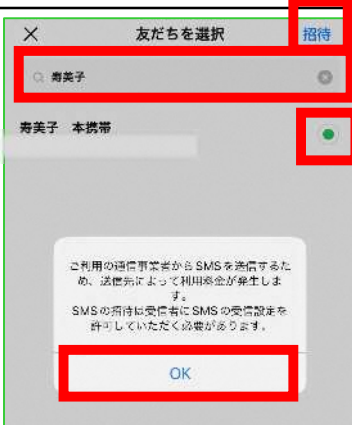 友だちを選択 招待
寿美子
寿美子 本携帯
ご利用の通信事業者からSMSを送信するた
め、送信先によって利用料金が発生しま
す。
SMSの招待は受信者にSMSの受信設定を
許可していただく必要があります。
OK